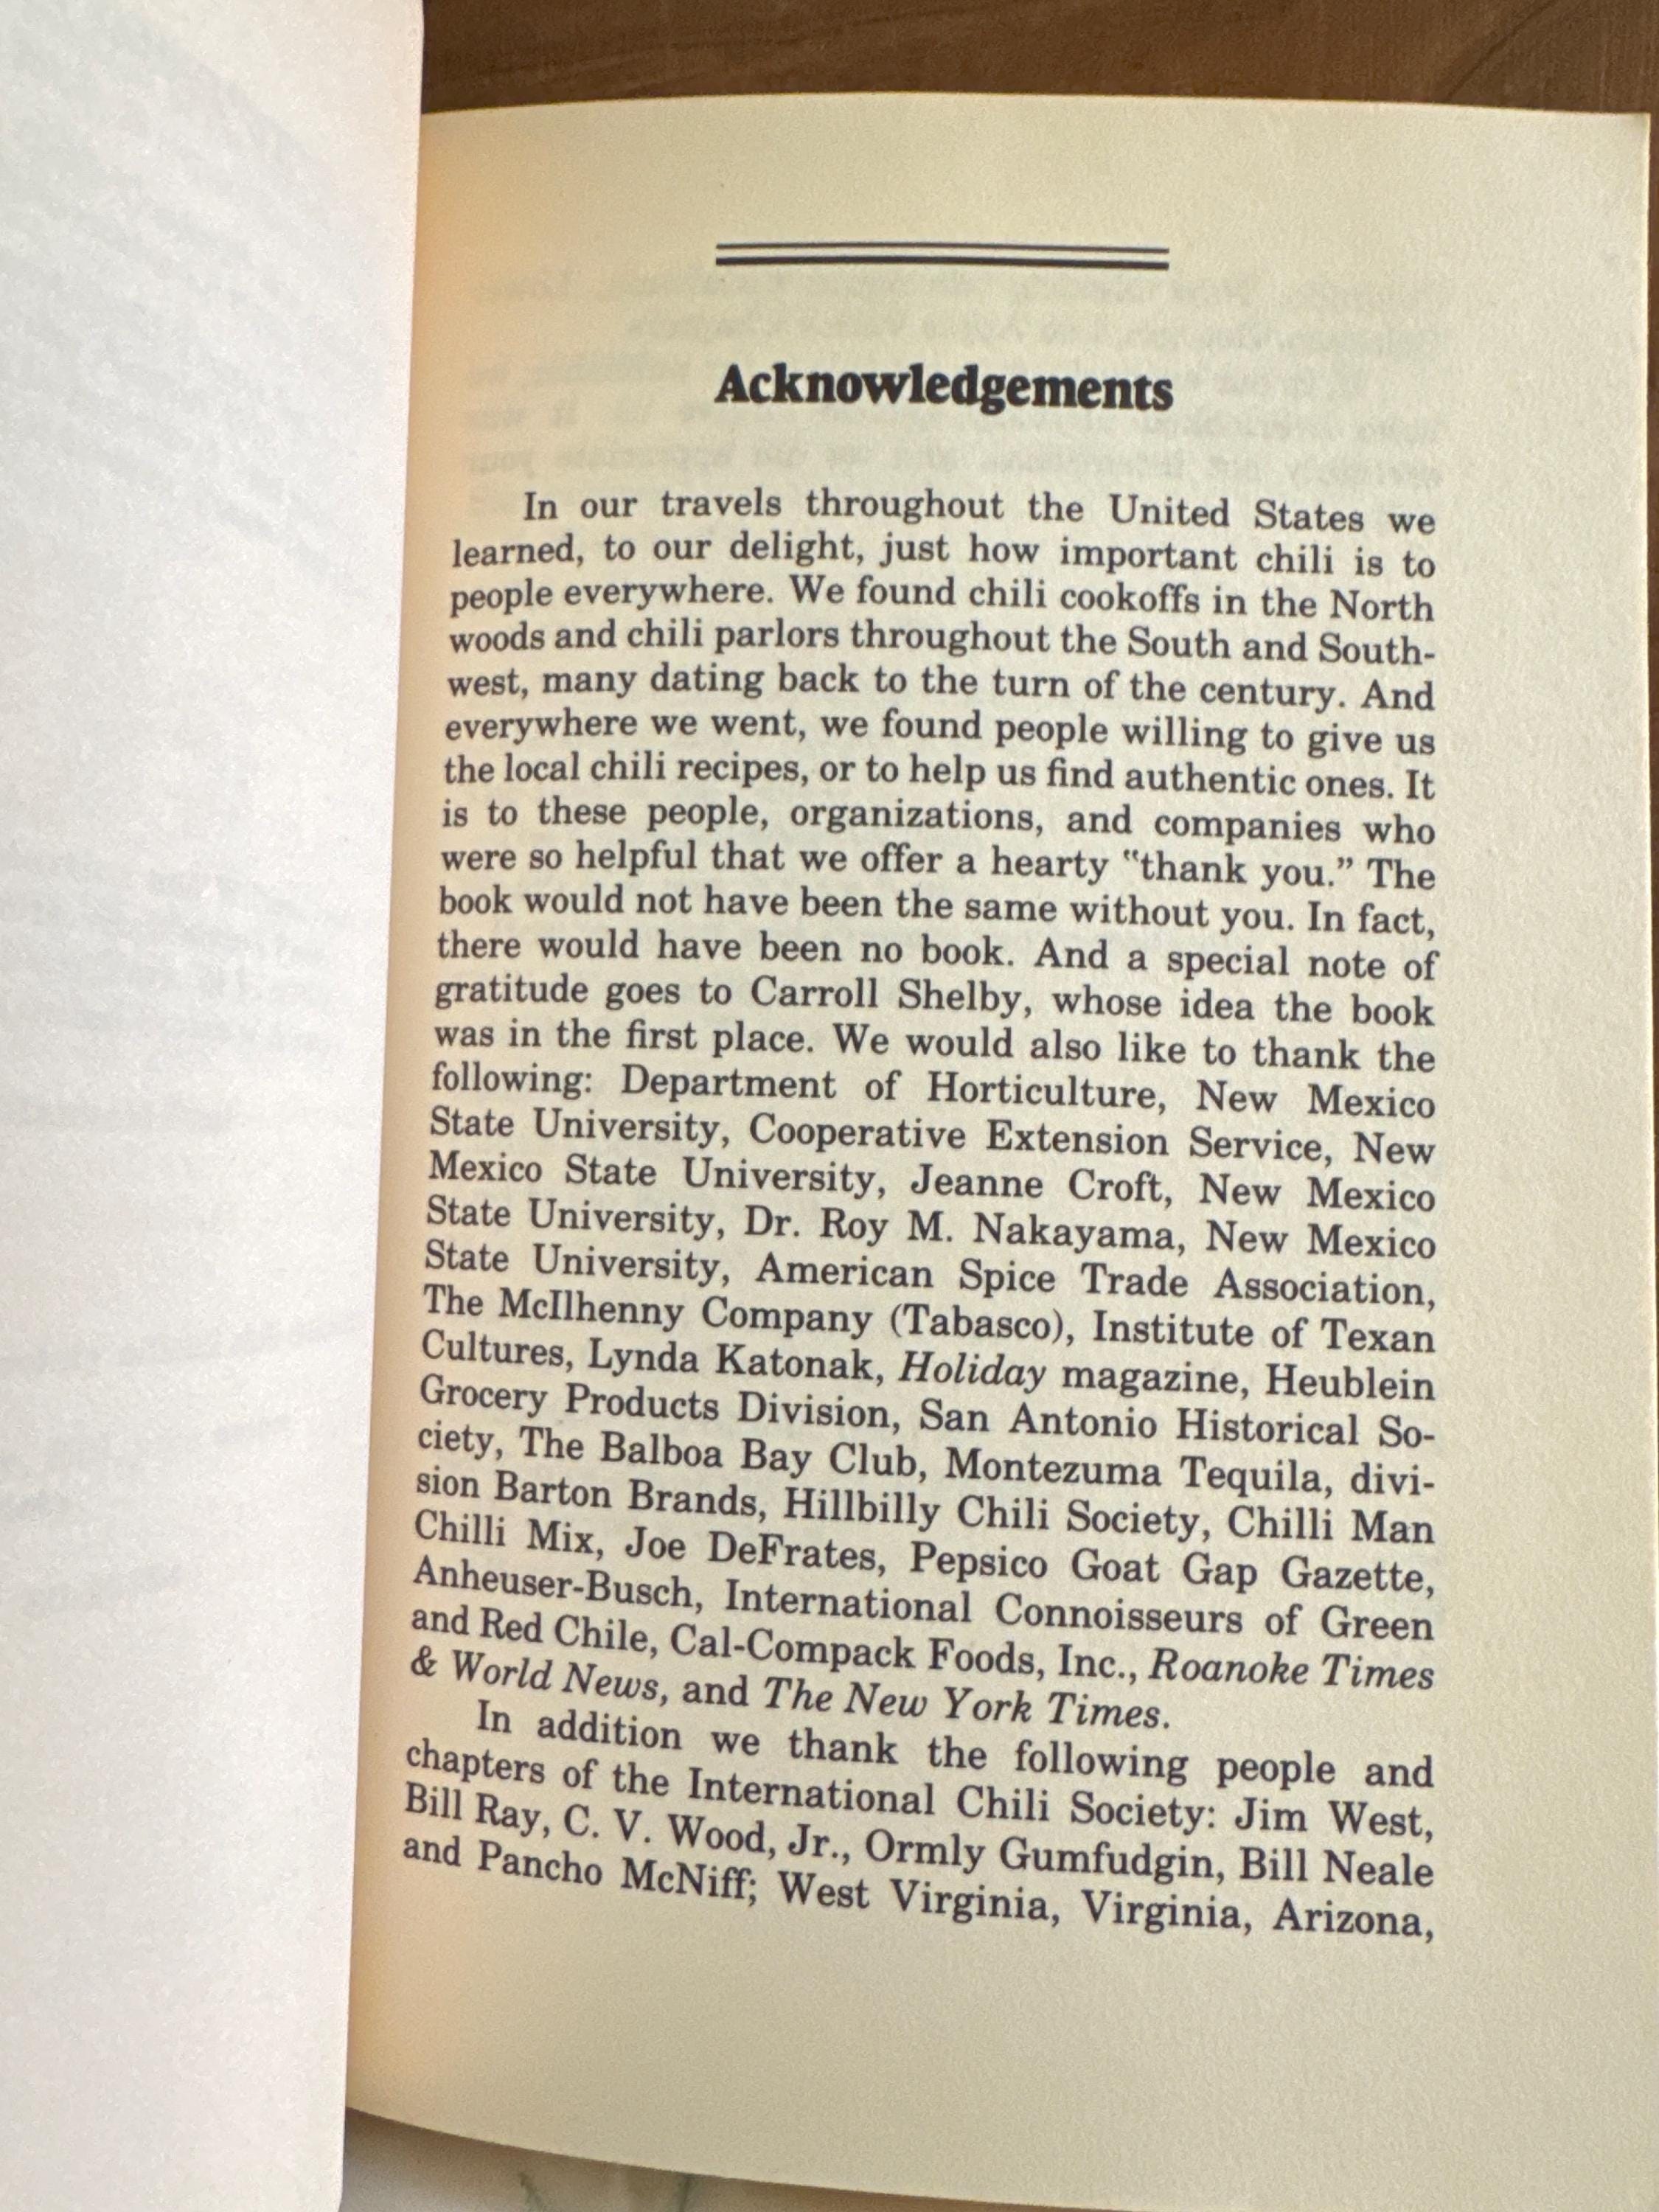 Acknowledgements
In our travels throughout the United States we
learned, to our delight, just how important chili is to
people everywhere. We found chili cookoffs in the North
woods and chili parlors throughout the South and South-
west, many dating back to the turn of the century. And
everywhere we went, we found people willing to give us
the local chili recipes, or to help us find authentic ones. It
is to these people, organizations, and companies who
were so helpful that we offer a hearty "thank you." The
book would not have been the same without you. In fact,
there would have been no book. And a special note of
gratitude goes to Carroll Shelby, whose idea the book
was in the first place. We would also like to thank the
following: Department of Horticulture, New Mexico
State University, Cooperative Extension Service, New
Mexico State University, Jeanne Croft, New Mexico
State University, Dr. Roy M. Nakayama, New Mexico
State University, American Spice Trade Association,
The McIlhenny Company (Tabasco), Institute of Texan
Cultures, Lynda Katonak, Holiday magazine, Heublein
Grocery Products Division, San Antonio Historical So-
ciety, The Balboa Bay Club, Montezuma Tequila, divi-
sion Barton Brands, Hillbilly Chili Society, Chilli Man
Chilli Mix, Joe DeFrates, Pepsico Goat Gap Gazette,
Anheuser-Busch, International Connoisseurs of Green
and Red Chile, Cal-Compack Foods, Inc., Roanoke Times
& World News, and The New York Times.
In addition we thank the following people and
chapters of the International Chili Society: Jim West,
Bill Ray, C. V. Wood, Jr., Ormly Gumfudgin, Bill Neale
and Pancho McNiff; West Virginia, Virginia, Arizona,